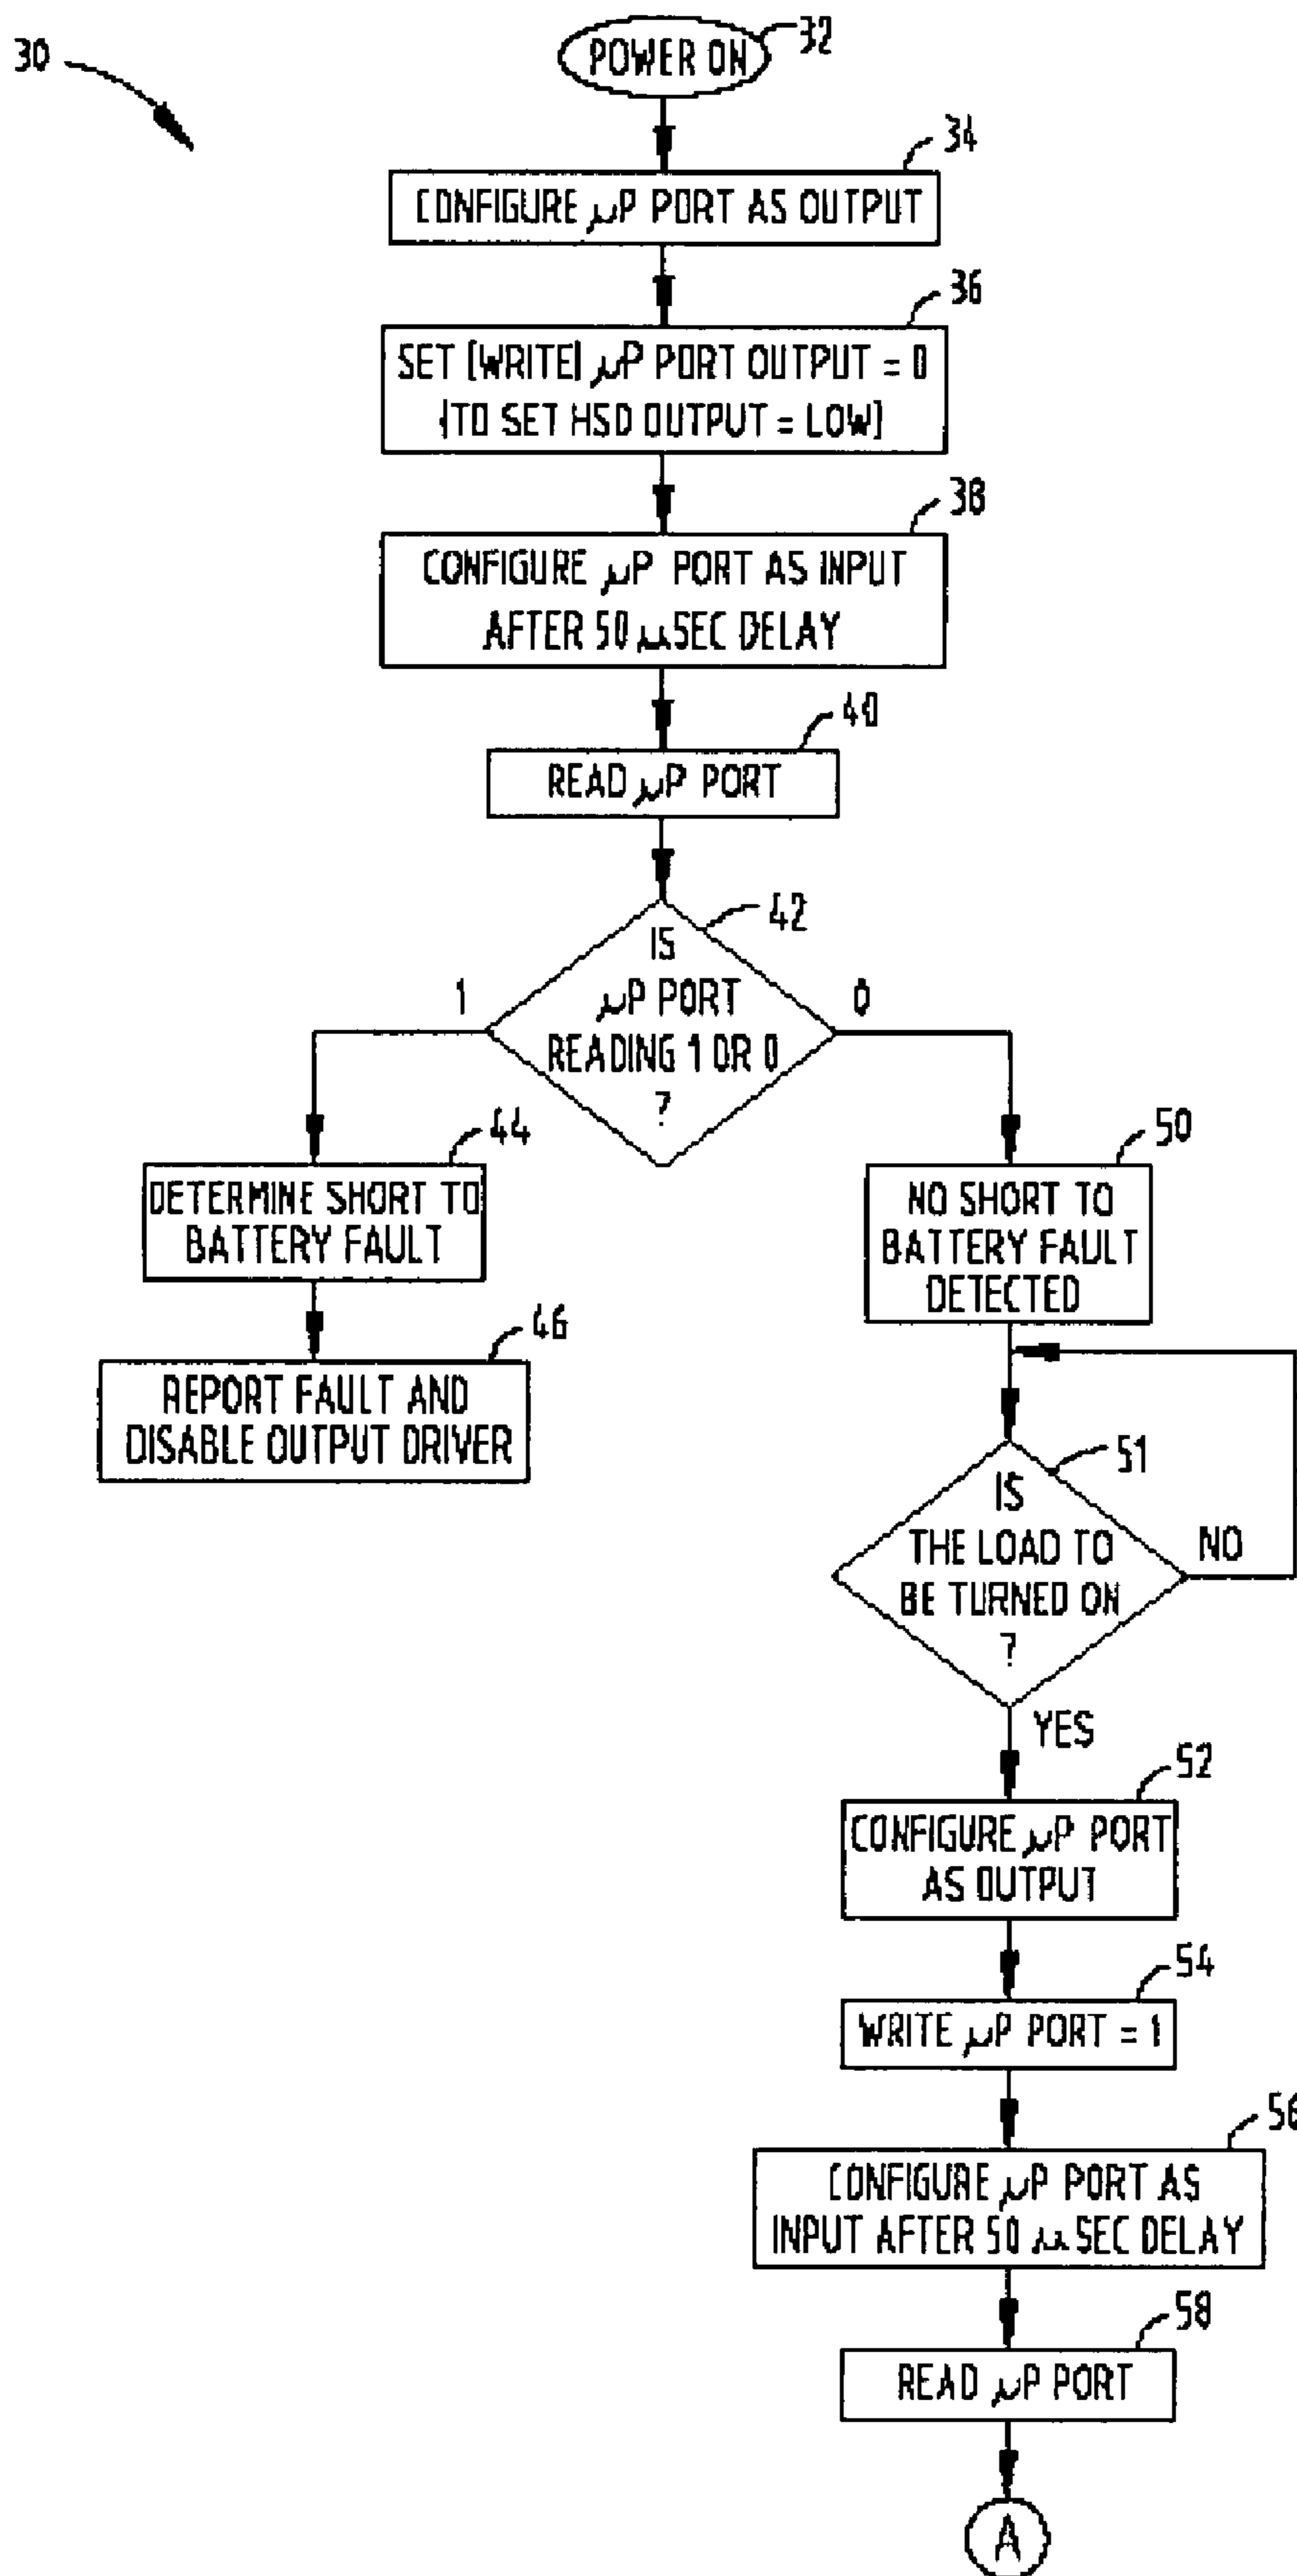 30
POWER ON
32
34
CONFIGURE μP PORT AS OUTPUT
36
SET (WRITE) μP PORT OUTPUT = 0
(TO SET HSD OUTPUT = LOW)
38
CONFIGURE μP PORT AS INPUT
AFTER 50 μSEC DELAY
40
READ μP PORT
42
IS
μP PORT
READING 1 OR 0
?
1
0
44
DETERMINE SHORT TO
BATTERY FAULT
46
REPORT FAULT AND
DISABLE OUTPUT DRIVER
50
NO SHORT TO
BATTERY FAULT
DETECTED
51
IS
THE LOAD TO
BE TURNED ON
?
NO
YES
52
CONFIGURE μP PORT
AS OUTPUT
54
WRITE μP PORT = 1
56
CONFIGURE μP PORT AS
INPUT AFTER 50 μSEC DELAY
58
READ μP PORT
A